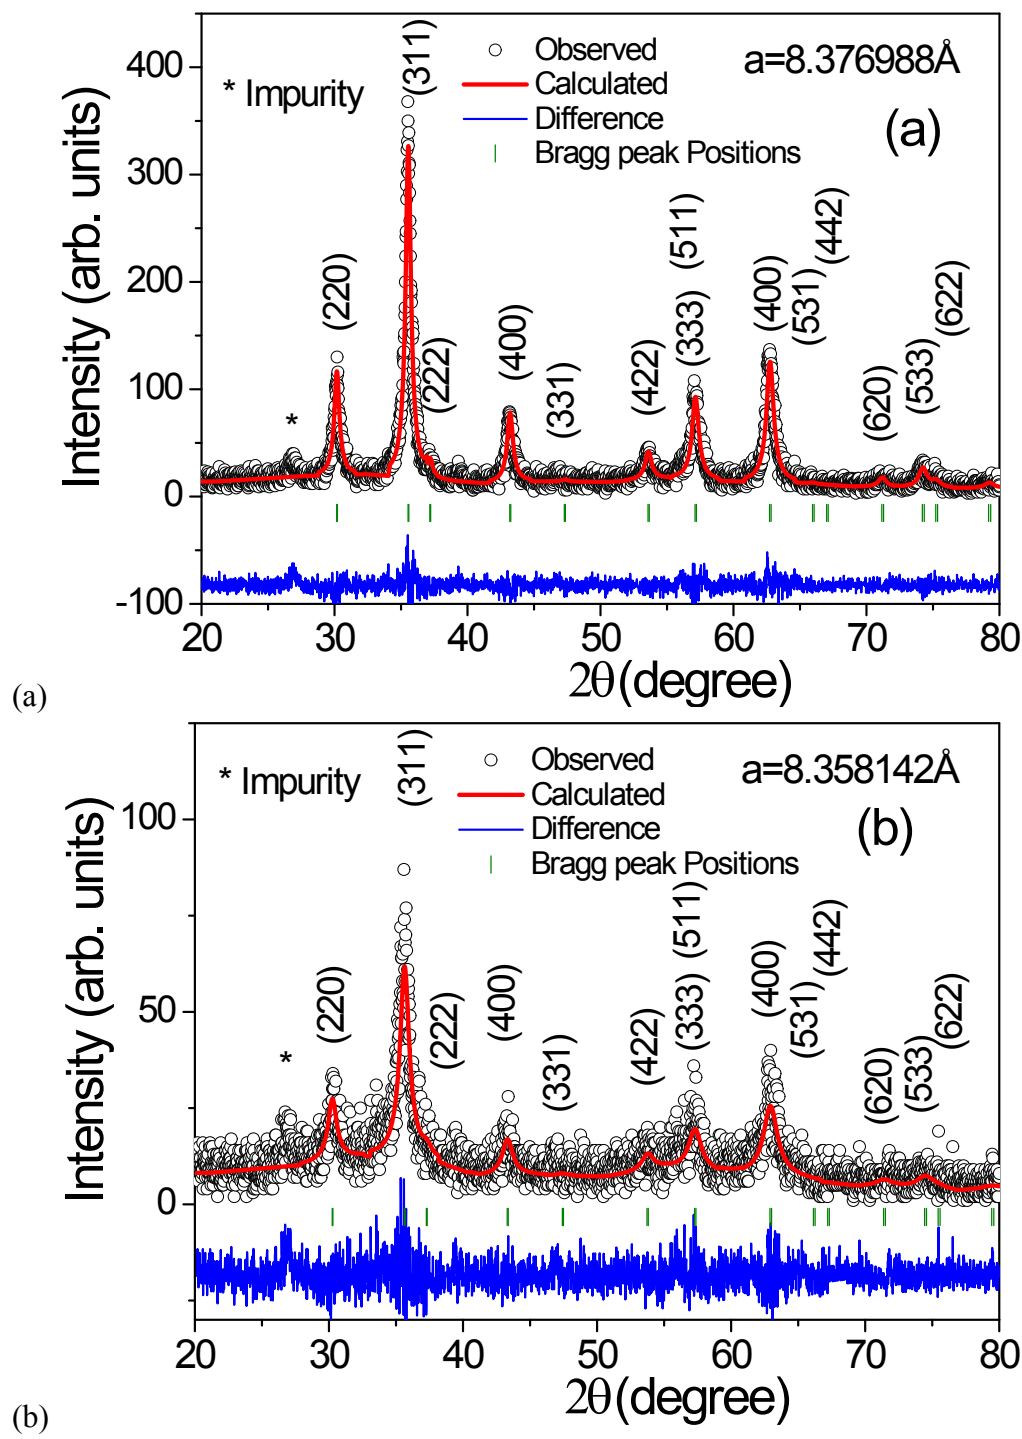 (a)
400
300
200
100
0
-100
Intensity (arb. units)
* Impurity
Observed
Calculated
Difference
Bragg peak Positions
a=8.376988Å
(a)
*
(220)
(311)
(222)
(400)
(331)
(422)
(333) (511)
(400)
(531)
(442)
(620)
(533)
(622)
20 30 40 50 60 70 80
2θ (degree)
(a)
100
50
0
Intensity (arb. units)
* Impurity
Observed
Calculated
Difference
Bragg peak Positions
a=8.358142Å
(b)
*
(220)
(311)
(222)
(400)
(331)
(422)
(333) (511)
(400)
(531)
(442)
(620)
(533)
(622)
20 30 40 50 60 70 80
2θ (degree)
(b)